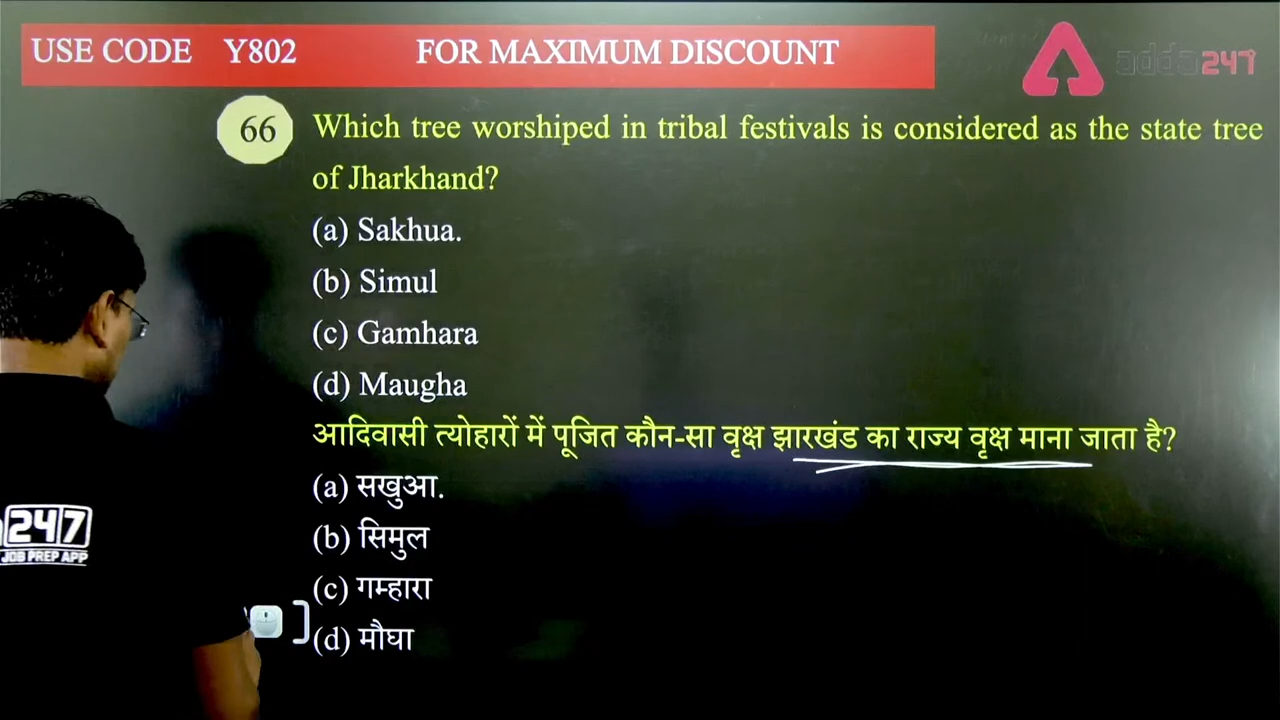 USE CODE Y802 FOR MAXIMUM DISCOUNT
adda247
66 Which tree worshiped in tribal festivals is considered as the state tree
of Jharkhand?
(a) Sakhua.
(b) Simul
(c) Gamhara
(d) Maugha
आदिवासी त्योहारों में पूजित कौन-सा वृक्ष झारखंड का राज्य वृक्ष माना जाता है?
(a) सखुआ.
(b) सिमुल
(c) गम्हारा
(d) मौघा
247
JOB PREP APP